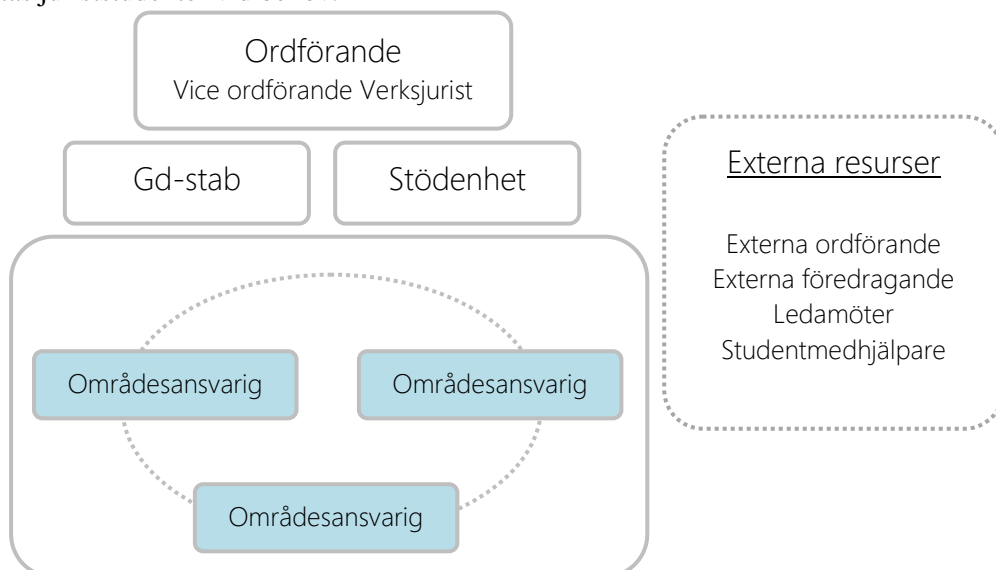 Ordförande
Vice ordförande Verksjurist
Gd-stab
Stödenhet
Områdesansvarig
Områdesansvarig
Områdesansvarig
Externa resurser
Externa ordförande
Externa föredragande
Ledamöter
Studentmedhjälpare